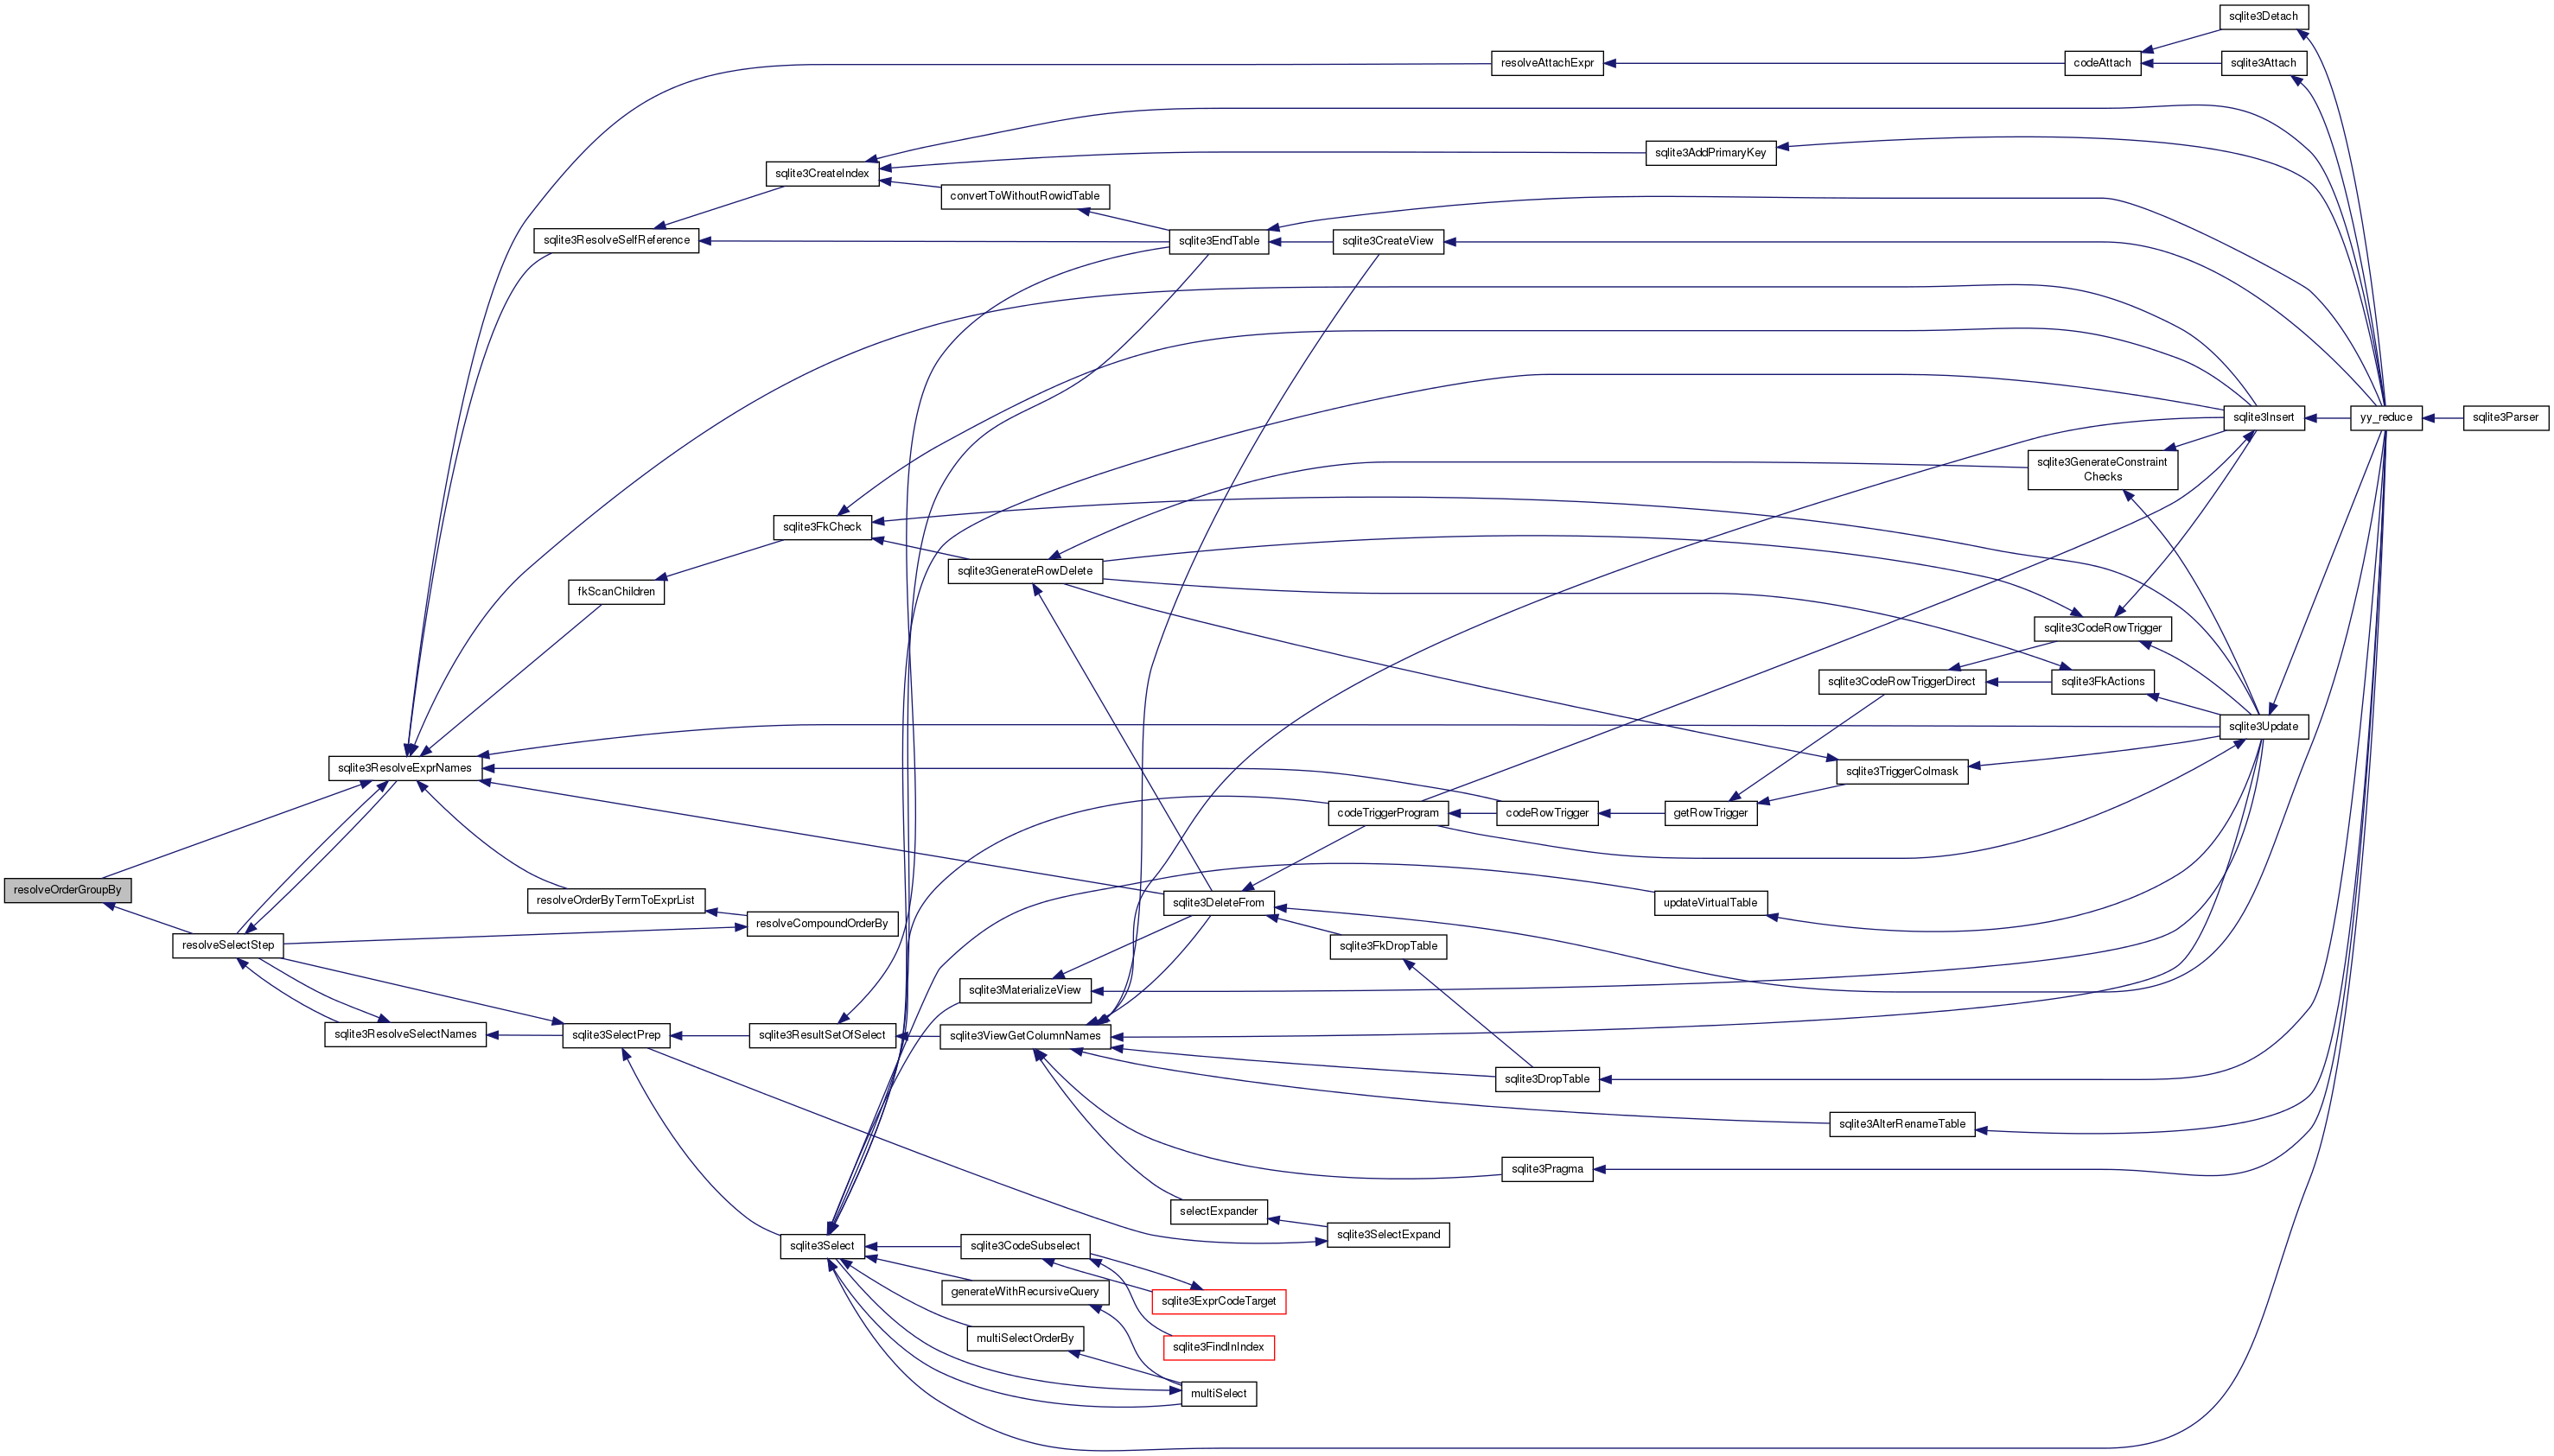 sqlite3Detach
resolveAttachExpr
codeAttach
sqlite3Attach
sqlite3AddPrimaryKey
sqlite3CreateIndex
convertToWithoutRowidTable
sqlite3ResolveSelfReference
sqlite3EndTable
sqlite3CreateView
sqlite3Insert
yy_reduce
sqlite3Parser
sqlite3GenerateConstraint
Checks
sqlite3FkCheck
sqlite3GenerateRowDelete
fkScanChildren
sqlite3CodeRowTrigger
sqlite3CodeRowTriggerDirect
sqlite3FkActions
sqlite3Update
sqlite3ResolveExprNames
sqlite3TriggerColmask
codeTriggerProgram
codeRowTrigger
getRowTrigger
resolveOrderGroupBy
resolveOrderByTermToExprList
sqlite3DeleteFrom
updateVirtualTable
resolveCompoundOrderBy
resolveSelectStep
sqlite3FkDropTable
sqlite3MaterializeView
sqlite3ResolveSelectNames
sqlite3SelectPrep
sqlite3ResultSetOfSelect
sqlite3ViewGetColumnNames
sqlite3DropTable
sqlite3AlterRenameTable
sqlite3Pragma
selectExpander
sqlite3SelectExpand
sqlite3Select
sqlite3CodeSubselect
generateWithRecursiveQuery
sqlite3ExprCodeTarget
multiSelectOrderBy
sqlite3FindInIndex
multiSelect